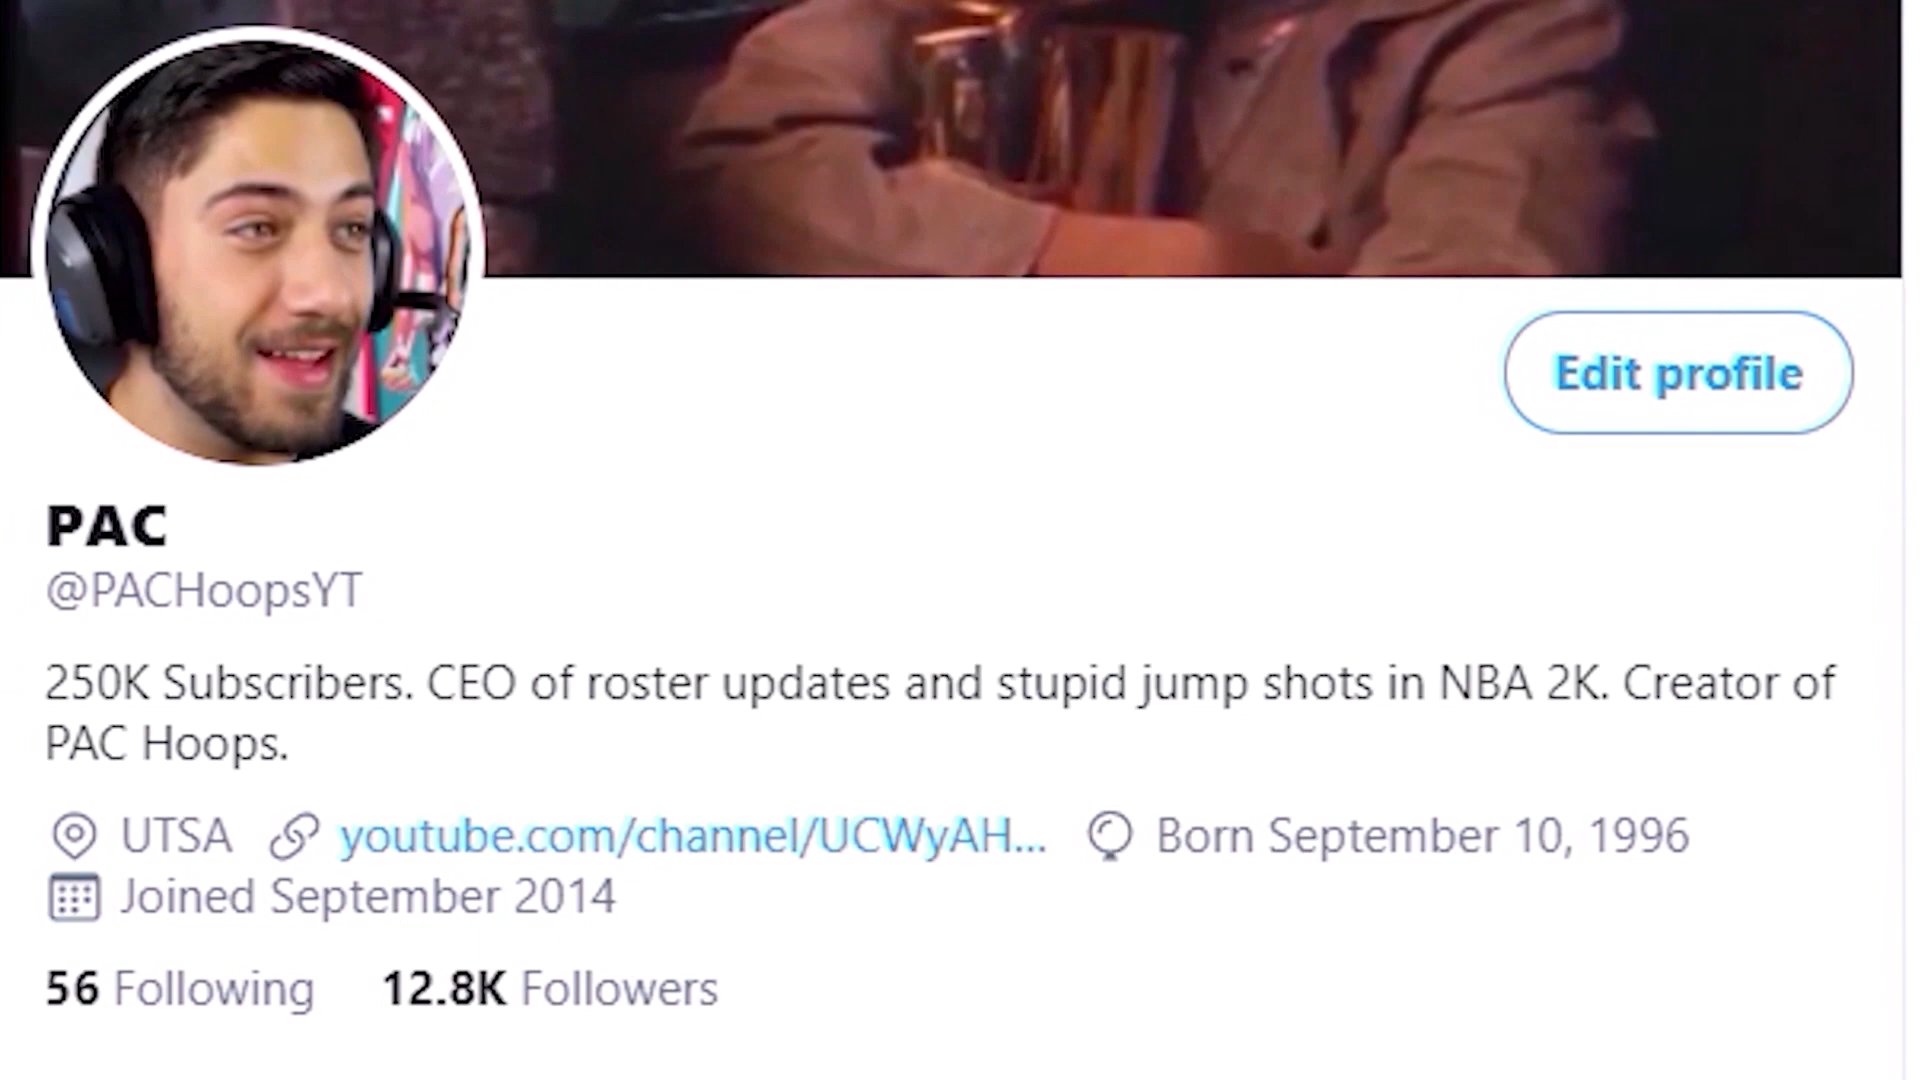 Edit profile
PAC
@PACHoopsYT
250K Subscribers. CEO of roster updates and stupid jump shots in NBA 2K. Creator of
PAC Hoops.
UTSA youtube.com/channel/UCWyAH... Born September 10, 1996
Joined September 2014
56 Following 12.8K Followers